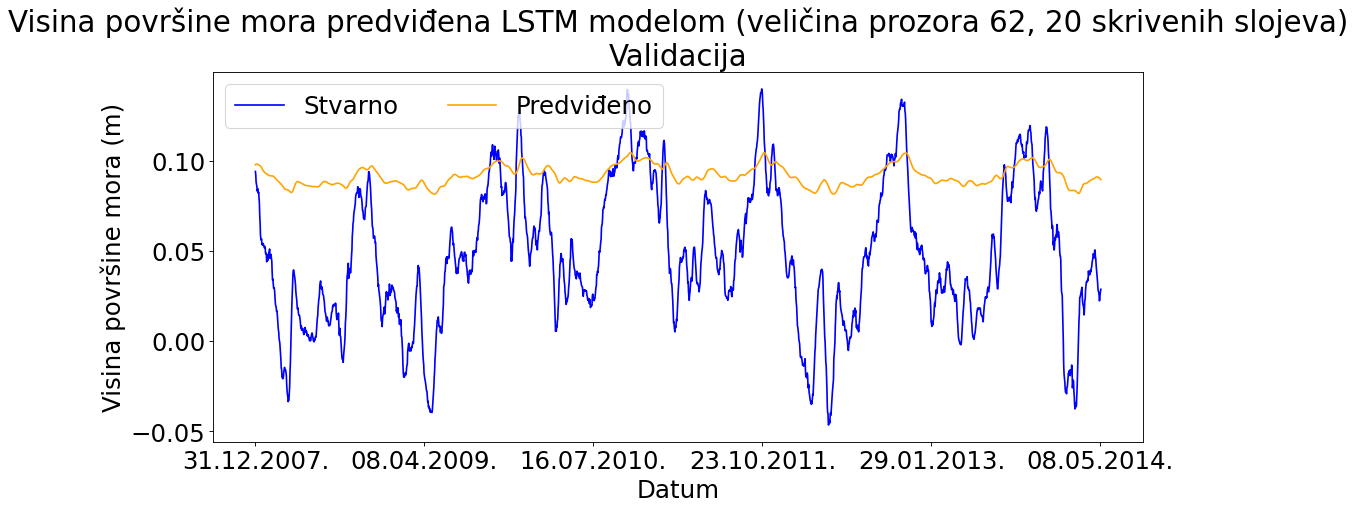 Visina površine mora predviđena LSTM modelom (veličina prozora 62, 20 skrivenih slojeva)
Validacija
Stvarno Predviđeno
Visina površine mora (m)
0.10
0.05
0.00
−0.05
31.12.2007. 08.04.2009. 16.07.2010. 23.10.2011. 29.01.2013. 08.05.2014.
Datum